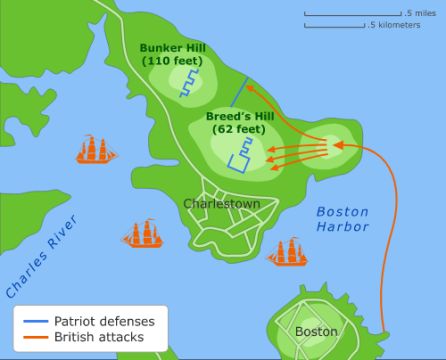 .5 miles
.5 kilometers
Bunker Hill
(110 feet)
Breed's Hill
(62 feet)
Charlestown
Boston
Harbor
Charles River
Patriot defenses
British attacks
Boston